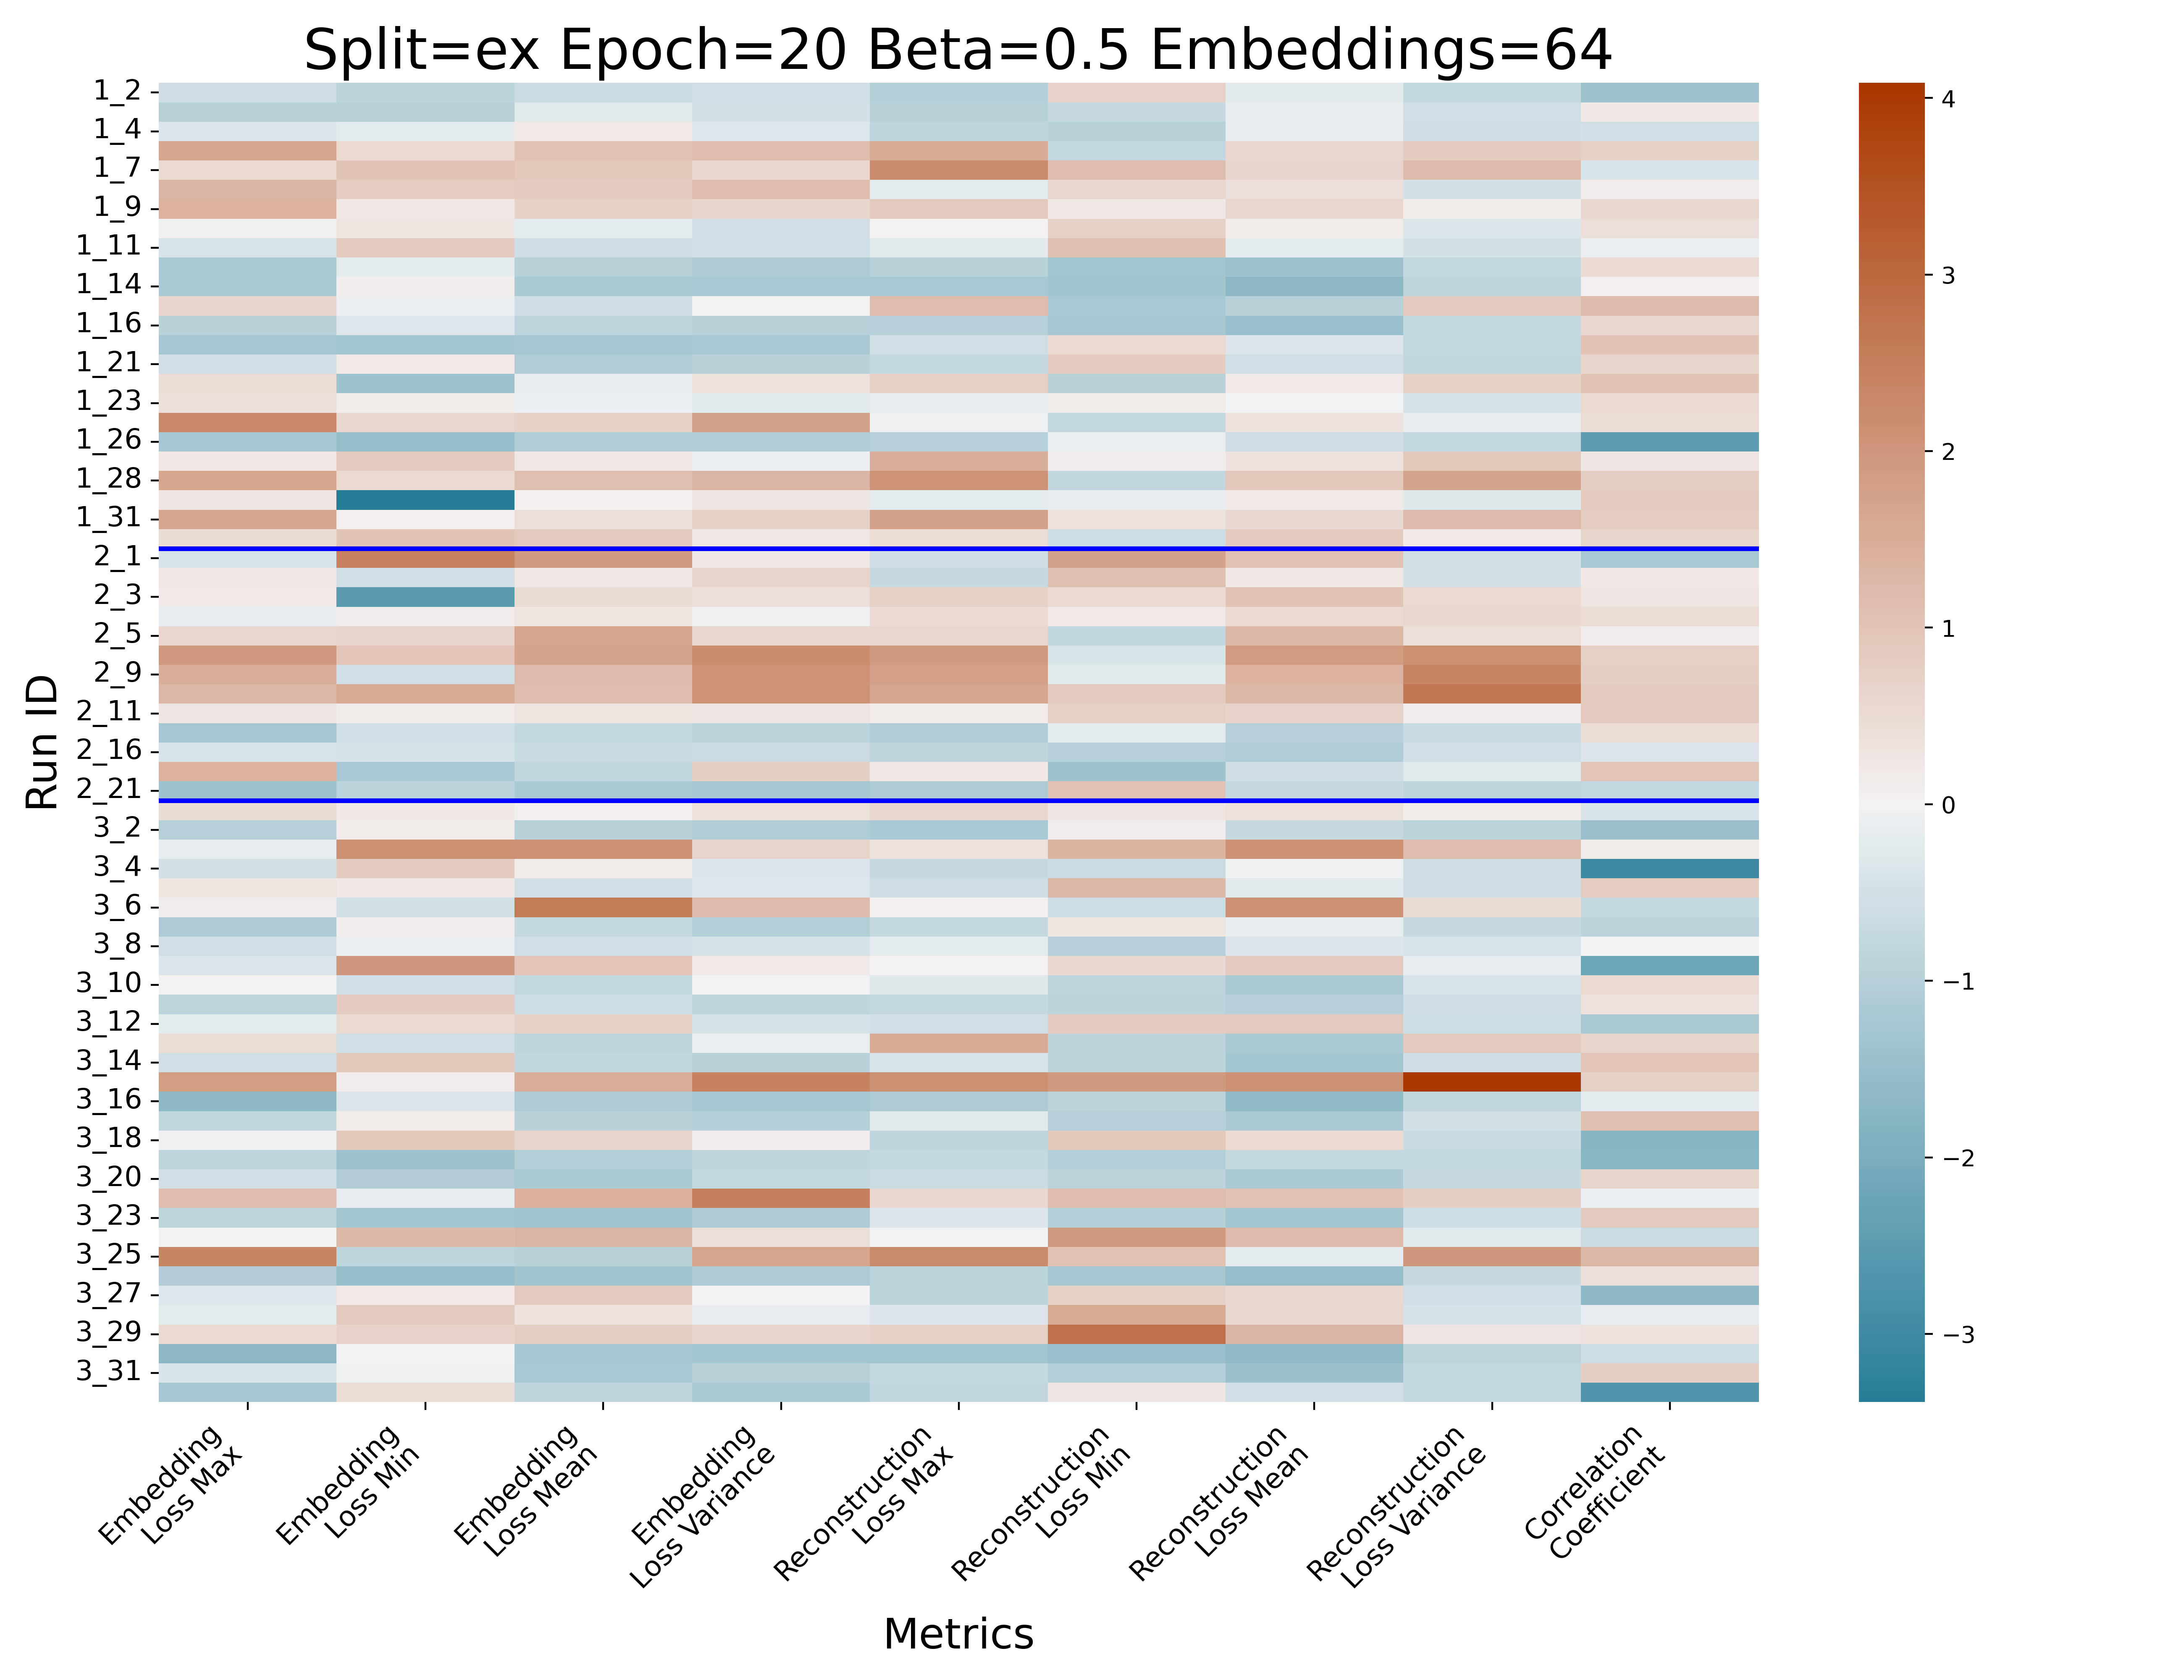 Split=ex Epoch=20 Beta=0.5 Embeddings=64
Run ID
1_2
1_4
1_7
1_9
1_11
1_14
1_16
1_21
1_23
1_26
1_28
1_31
2_1
2_3
2_5
2_9
2_11
2_16
2_21
3_2
3_4
3_6
3_8
3_10
3_12
3_14
3_16
3_18
3_20
3_23
3_25
3_27
3_29
3_31
4
3
2
1
0
−1
−2
−3
Embedding
Loss Max
Embedding
Loss Min
Embedding
Loss Mean
Embedding
Loss Variance
Reconstruction
Loss Max
Reconstruction
Loss Min
Reconstruction
Loss Mean
Reconstruction
Loss Variance
Correlation
Coefficient
Metrics